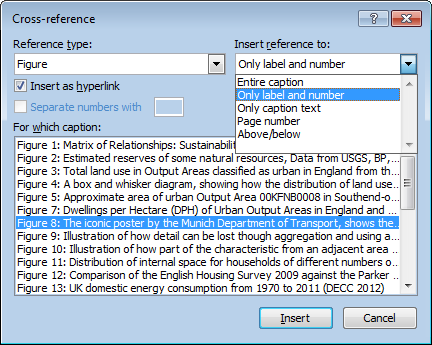 Cross-reference
Reference type:
Insert reference to:
Figure
Only label and number
Insert as hyperlink
Entire caption
Only label and number
Separate numbers with
Only caption text
Page number
Above/below
For which caption:
Figure 1: Matrix of Relationships: Sustainabili
Figure 2: Estimated reserves of some natural resources, Data from USGS, BP,...
Figure 3: Total land use in Output Areas classified as urban in England from th...
Figure 4: A box and whisker diagram, showing how the distribution of land use...
Figure 5: Approximate area of urban Output Area 00KFNB0008 in Southend-o...
Figure 7: Dwellings per Hectare (DPH) of Urban Output Areas in England and ...
Figure 8: The iconic poster by the Munich Department of Transport, shows the...
Figure 9: Illustration of how detail can be lost though aggregation and using a...
Figure 10: Illustration of how part of the characteristic from an adjacent area ...
Figure 11: Distribution of internal space for households of different numbers o...
Figure 12: Comparison of the English Housing Survey 2009 against the Parker ...
Figure 13: UK domestic energy consumption from 1970 to 2011 (DECC 2012)
Insert
Cancel